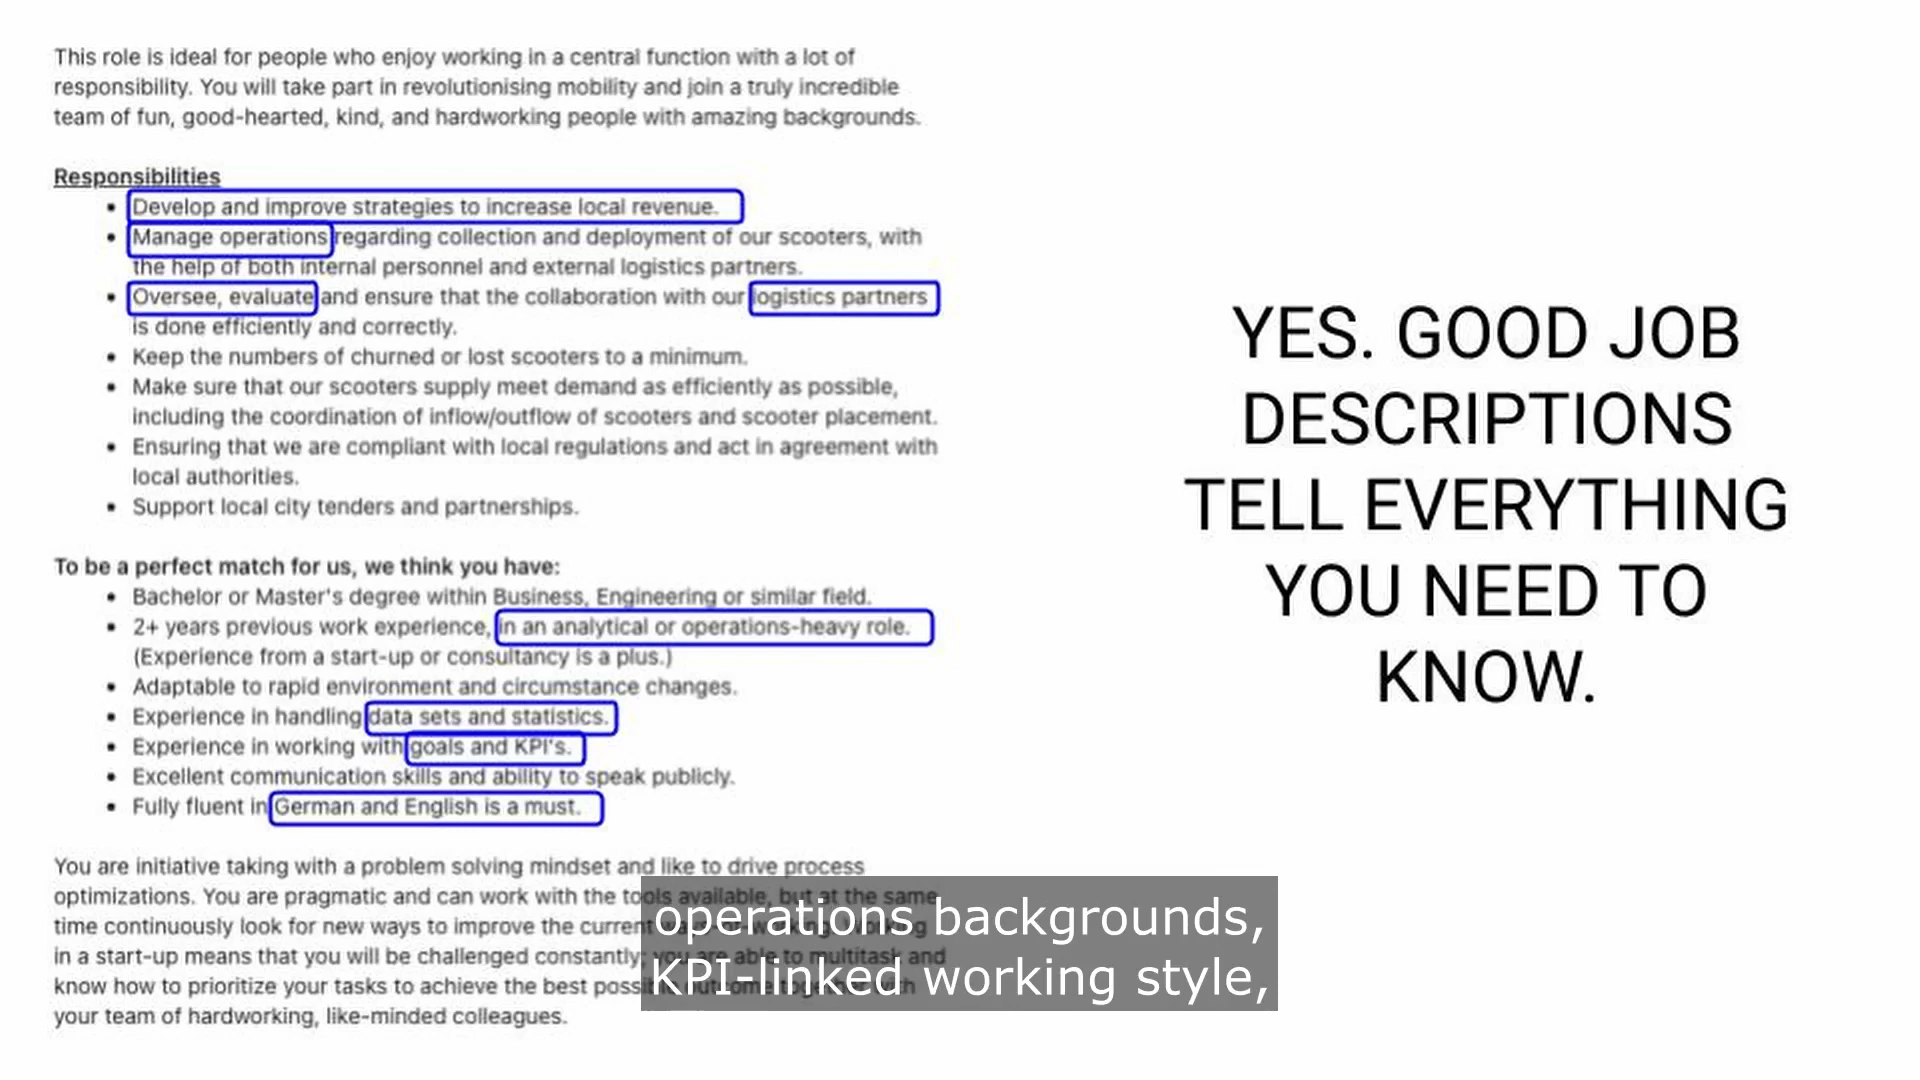 This role is ideal for people who enjoy working in a central function with a lot of
responsibility. You will take part in revolutionising mobility and join a truly incredible
team of fun, good-hearted, kind, and hardworking people with amazing backgrounds.
Responsibilities
• Develop and improve strategies to increase local revenue.
• Manage operations regarding collection and deployment of our scooters, with
the help of both internal personnel and external logistics partners.
• Oversee, evaluate and ensure that the collaboration with our logistics partners
is done efficiently and correctly.
• Keep the numbers of churned or lost scooters to a minimum.
• Make sure that our scooters supply meet demand as efficiently as possible,
including the coordination of inflow/outflow of scooters and scooter placement.
• Ensuring that we are compliant with local regulations and act in agreement with
local authorities.
• Support local city tenders and partnerships.
To be a perfect match for us, we think you have:
• Bachelor or Master's degree within Business, Engineering or similar field.
• 2+ years previous work experience, in an analytical or operations-heavy role.
(Experience from a start-up or consultancy is a plus.)
• Adaptable to rapid environment and circumstance changes.
• Experience in handling data sets and statistics.
• Experience in working with goals and KPI's.
• Excellent communication skills and ability to speak publicly.
• Fully fluent in German and English is a must.
You are initiative taking with a problem solving mindset and like to drive process
optimizations. You are pragmatic and can work with the tools available, but at the same
time continuously look for new ways to improve the current ways-of-working. Working
in a start-up means that you will be challenged constantly; you are able to multitask and
know how to prioritize your tasks to achieve the best possible outcome together with
your team of hardworking, like-minded colleagues.
YES. GOOD JOB
DESCRIPTIONS
TELL EVERYTHING
YOU NEED TO
KNOW.
operations backgrounds,
KPI-linked working style,